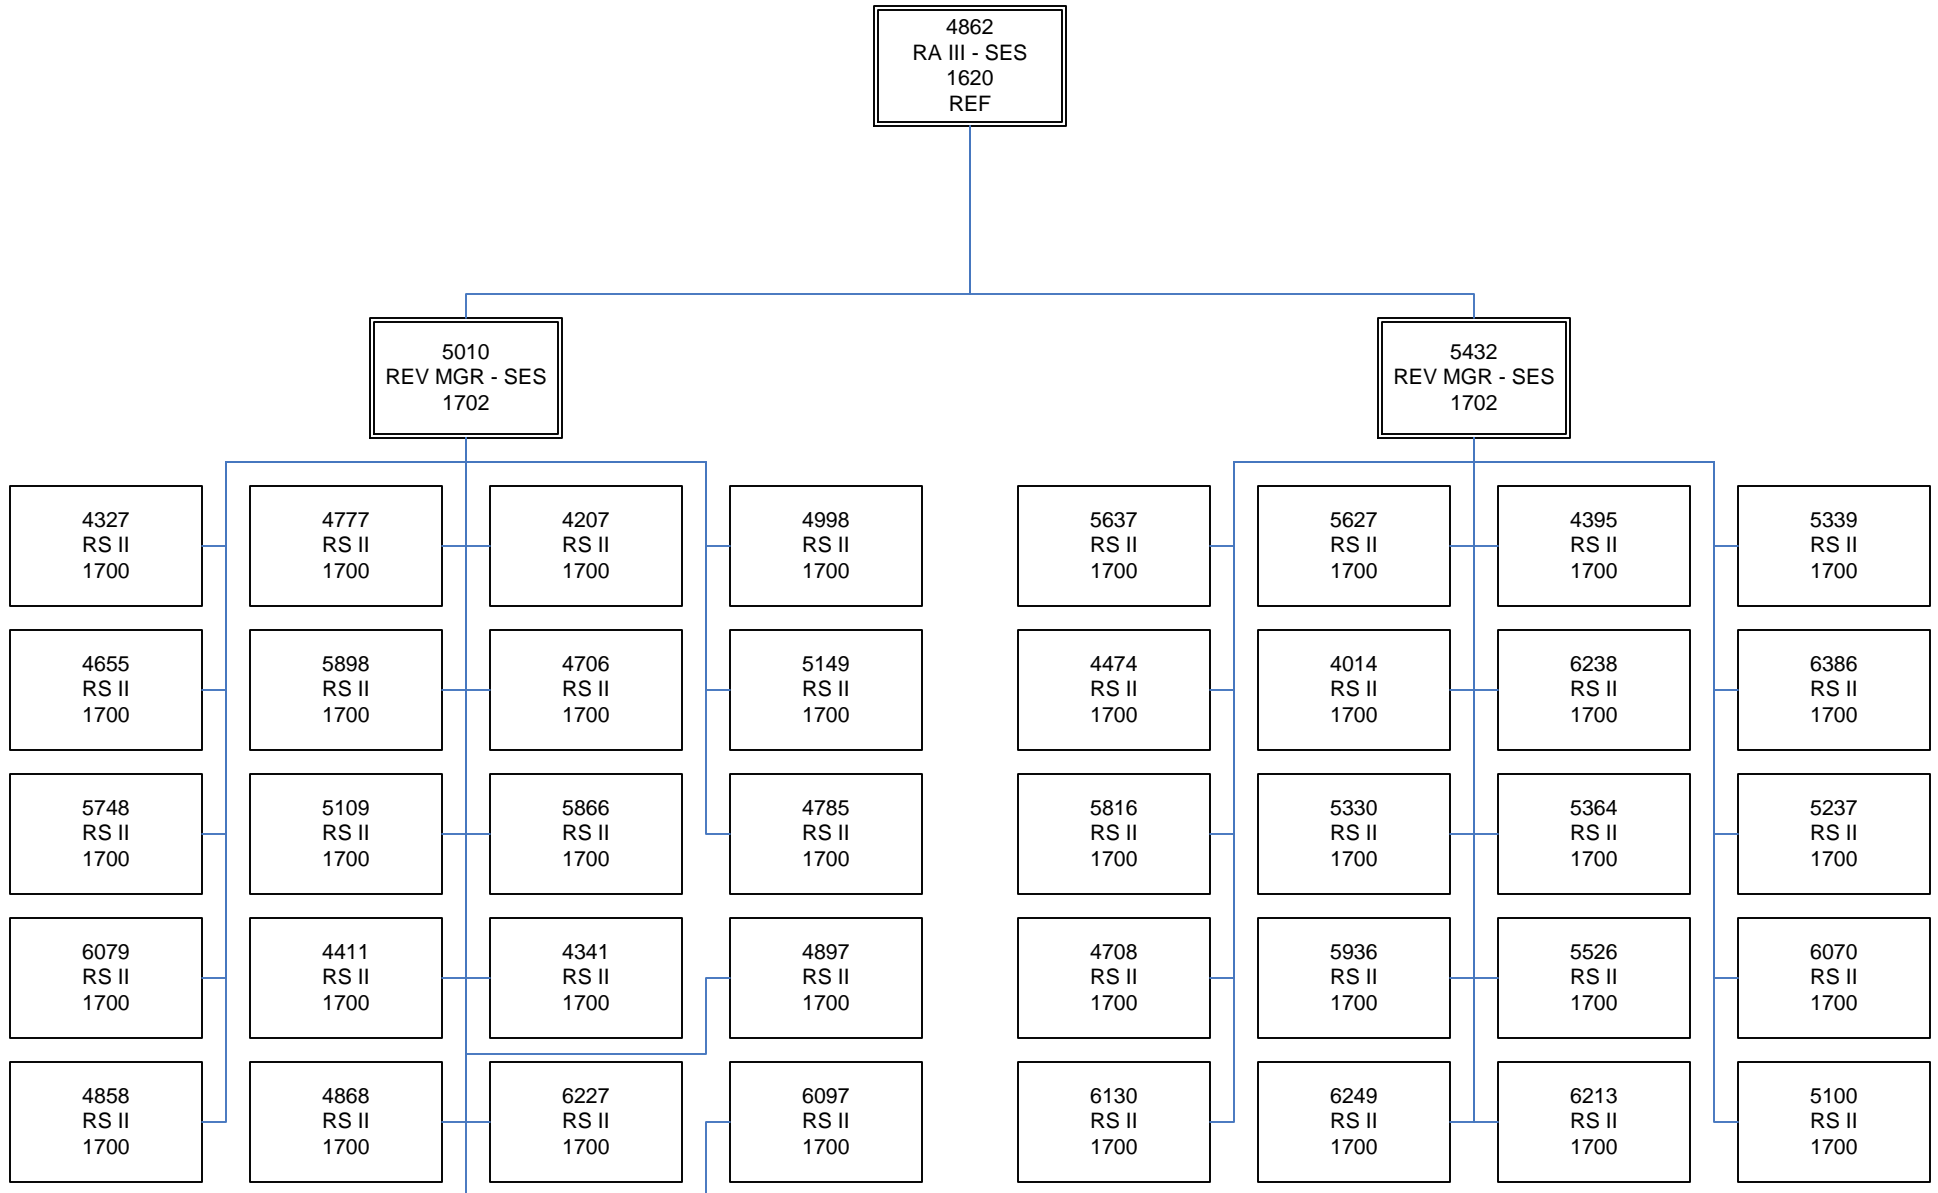 4862
RA III - SES
1620
REF
5010
REV MGR - SES
1702
5432
REV MGR - SES
1702
4327
RS II
1700
4777
RS II
1700
4207
RS II
1700
4998
RS II
1700
5637
RS II
1700
5627
RS II
1700
4395
RS II
1700
5339
RS II
1700
4655
RS II
1700
5898
RS II
1700
4706
RS II
1700
5149
RS II
1700
4474
RS II
1700
4014
RS II
1700
6238
RS II
1700
6386
RS II
1700
5748
RS II
1700
5109
RS II
1700
5866
RS II
1700
4785
RS II
1700
5816
RS II
1700
5330
RS II
1700
5364
RS II
1700
5237
RS II
1700
6079
RS II
1700
4411
RS II
1700
4341
RS II
1700
4897
RS II
1700
4708
RS II
1700
5936
RS II
1700
5526
RS II
1700
6070
RS II
1700
4858
RS II
1700
4868
RS II
1700
6227
RS II
1700
6097
RS II
1700
6130
RS II
1700
6249
RS II
1700
6213
RS II
1700
5100
RS II
1700